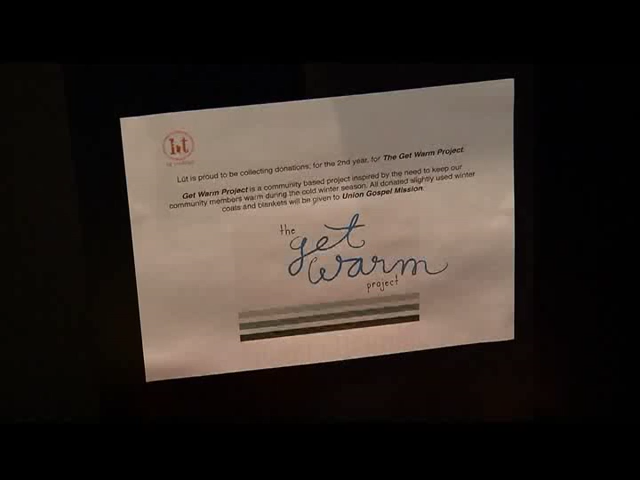 lūt
Lūt is proud to be collecting donations, for the 2nd year, for The Get Warm Project.
Get Warm Project is a community based project inspired by the need to keep our
community members warm during the cold winter season. All donated slightly used winter
coats and blankets will be given to Union Gospel Mission.
the
get
warm
project